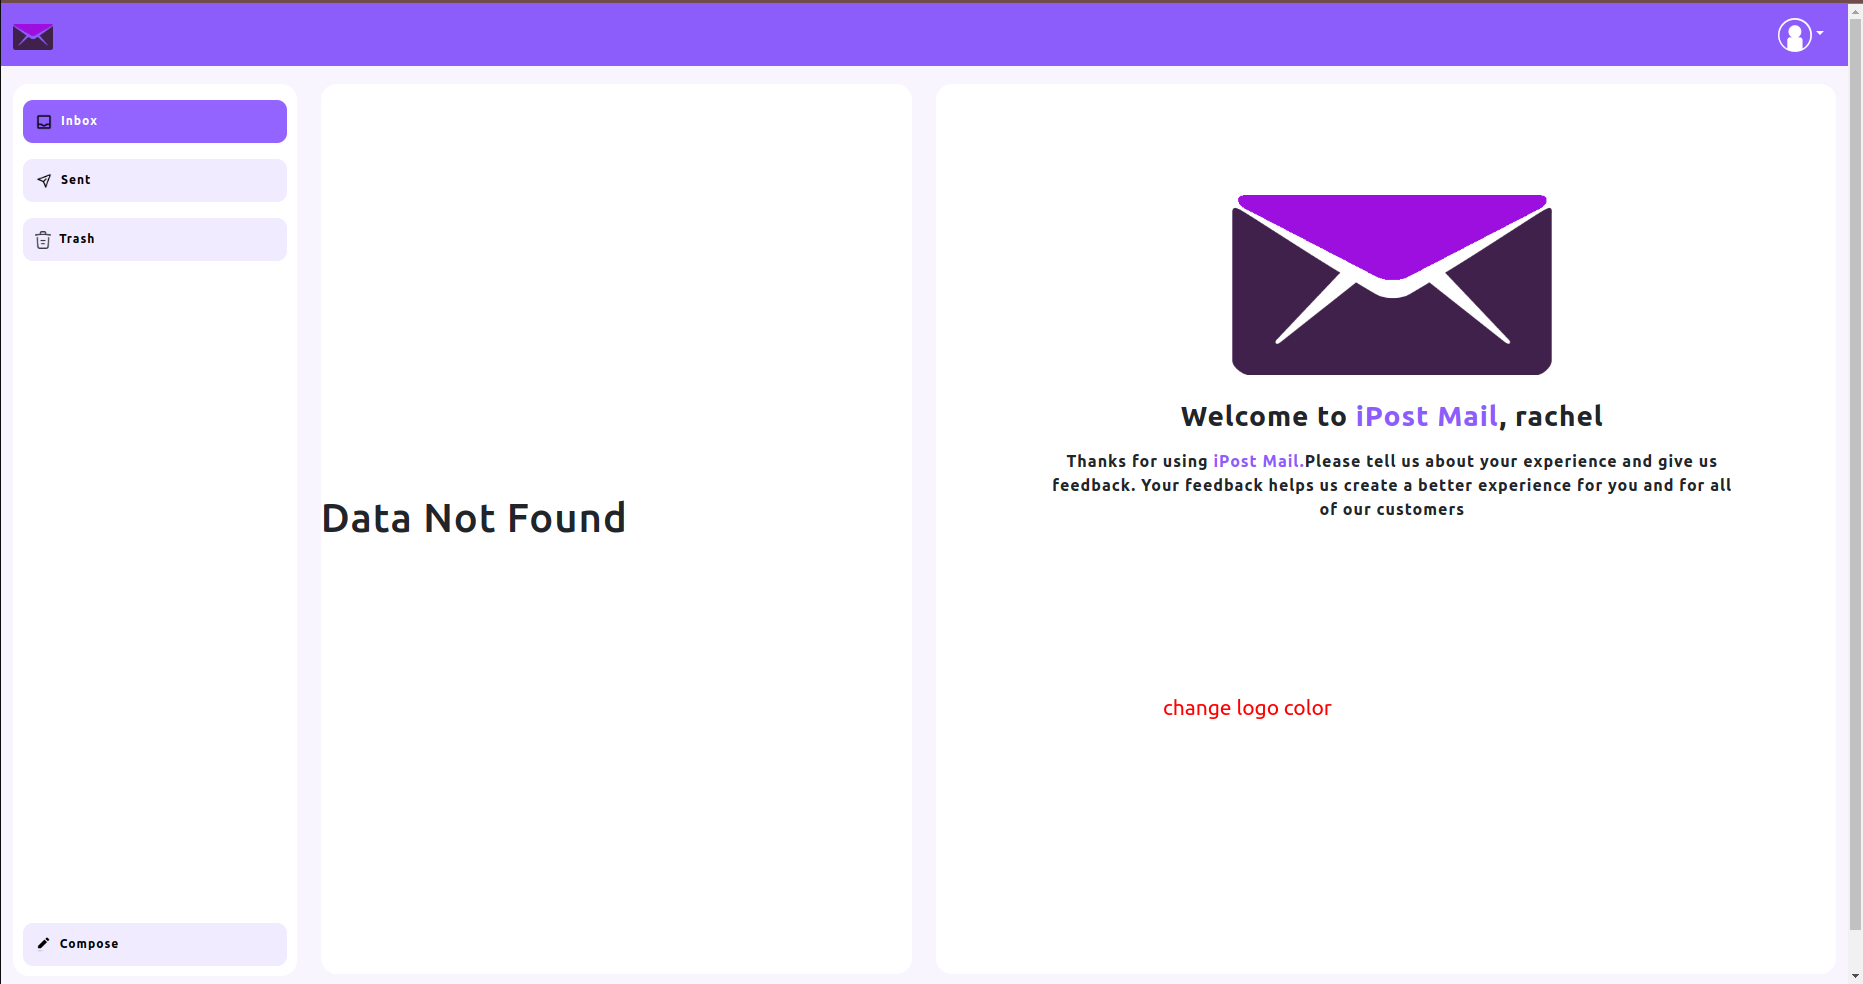 Inbox
Sent
Trash
Compose
Data Not Found
Welcome to iPost Mail, rachel
Thanks for using iPost Mail.Please tell us about your experience and give us
feedback. Your feedback helps us create a better experience for you and for all
of our customers
change logo color